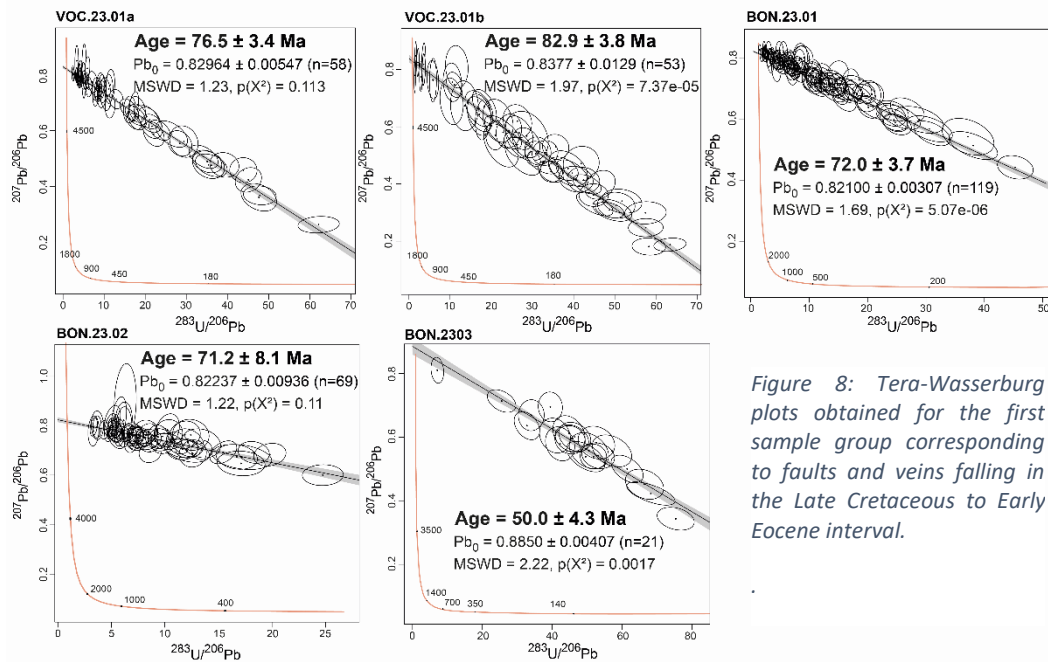 VOC.23.01a
Age = 76.5 ± 3.4 Ma
Pb₀ = 0.82964 ± 0.00547 (n=58)
MSWD = 1.23, p(X²) = 0.113
²⁰⁷Pb/²⁰⁶Pb
0.8
0.6
0.4
0.2
4500
1800
900
450
180
0 10 20 30 40 50 60 70
²⁸³U/²⁰⁶Pb
VOC.23.01b
Age = 82.9 ± 3.8 Ma
Pb₀ = 0.8377 ± 0.0129 (n=53)
MSWD = 1.97, p(X²) = 7.37e-05
²⁰⁷Pb/²⁰⁶Pb
0.8
0.6
0.4
0.2
4500
1800
900
450
180
0 10 20 30 40 50 60 70
²⁸³U/²⁰⁶Pb
BON.23.01
Age = 72.0 ± 3.7 Ma
Pb₀ = 0.82100 ± 0.00307 (n=119)
MSWD = 1.69, p(X²) = 5.07e-06
²⁰⁷Pb/²⁰⁶Pb
0.8
0.6
0.4
0.2
2000
1000
500
200
0 10 20 30 40 50
²⁸³U/²⁰⁶Pb
BON.23.02
Age = 71.2 ± 8.1 Ma
Pb₀ = 0.82237 ± 0.00936 (n=69)
MSWD = 1.22, p(X²) = 0.11
²⁰⁷Pb/²⁰⁶Pb
1.0
0.8
0.6
0.4
0.2
4000
2000
1000
400
0 5 10 15 20 25
²⁸³U/²⁰⁶Pb
BON.2303
Age = 50.0 ± 4.3 Ma
Pb₀ = 0.8850 ± 0.00407 (n=21)
MSWD = 2.22, p(X²) = 0.0017
²⁰⁷Pb/²⁰⁶Pb
0.8
0.6
0.4
0.2
3500
1400
700
350
140
0 20 40 60 80
²⁸³U/²⁰⁶Pb
Figure 8: Tera-Wasserburg
plots obtained for the first
sample group corresponding
to faults and veins falling in
the Late Cretaceous to Early
Eocene interval.
.